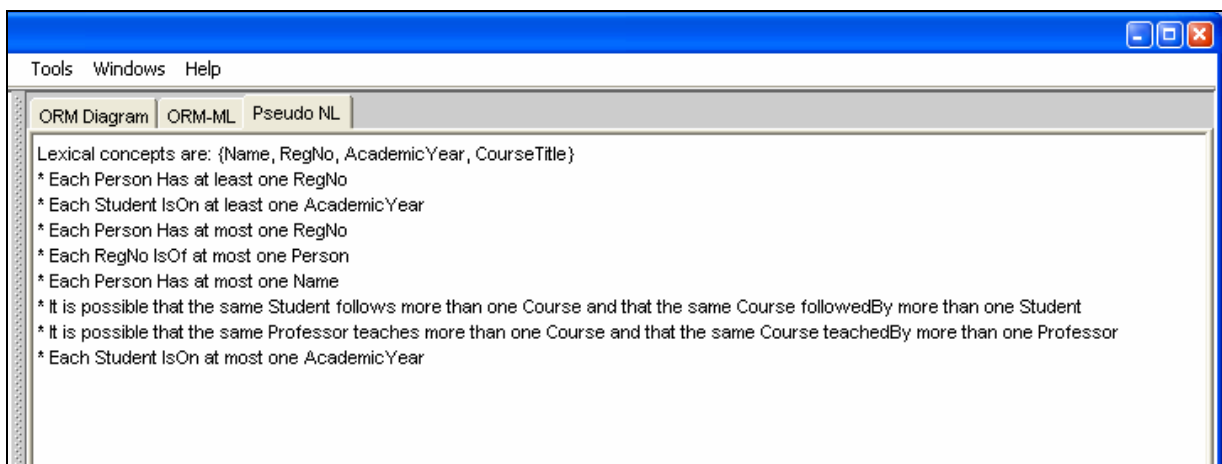 Tools Windows Help
ORM Diagram ORM-ML Pseudo NL
Lexical concepts are: {Name, RegNo, AcademicYear, CourseTitle}
* Each Person Has at least one RegNo
* Each Student IsOn at least one AcademicYear
* Each Person Has at most one RegNo
* Each RegNo IsOf at most one Person
* Each Person Has at most one Name
* It is possible that the same Student follows more than one Course and that the same Course followedBy more than one Student
* It is possible that the same Professor teaches more than one Course and that the same Course teachedBy more than one Professor
* Each Student IsOn at most one AcademicYear